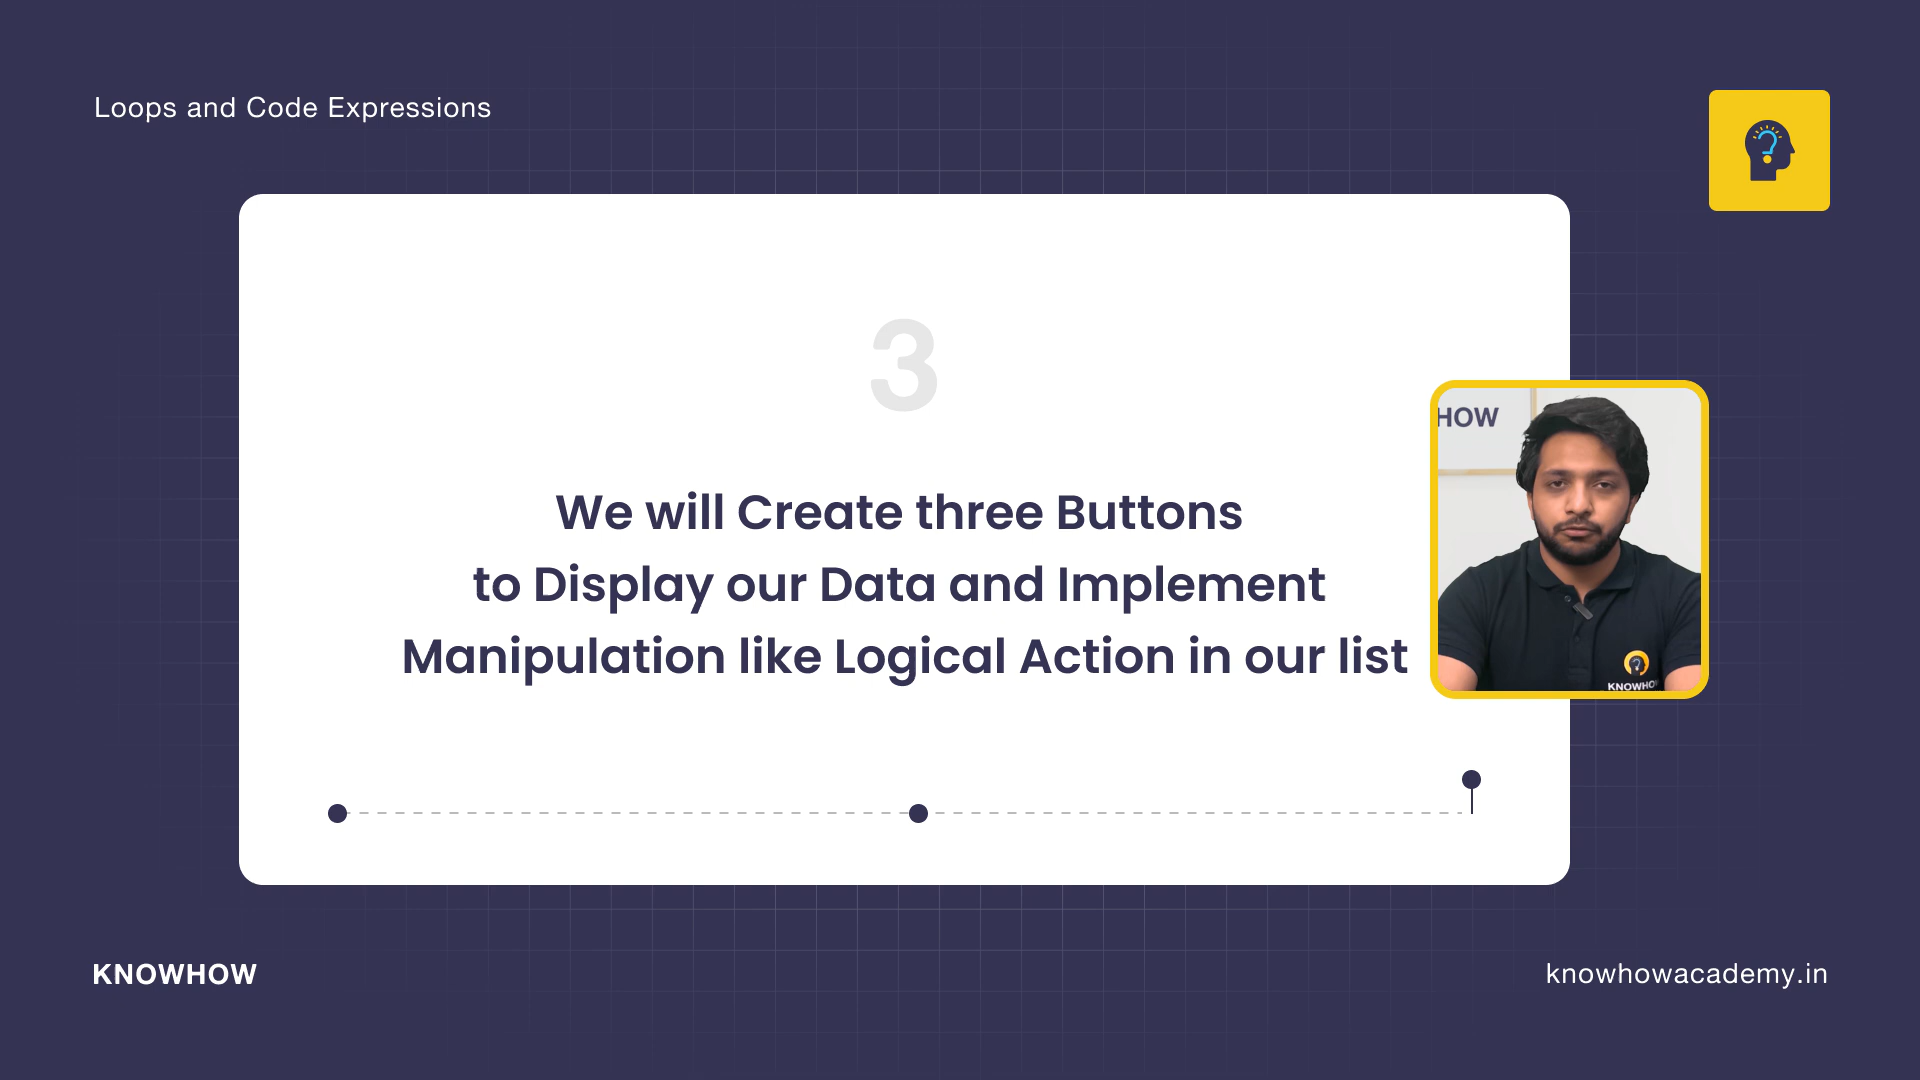 Loops and Code Expressions
3
We will Create three Buttons
to Display our Data and Implement
Manipulation like Logical Action in our list
HOW
KNOWHO
KNOWHOW
knowhowacademy.in